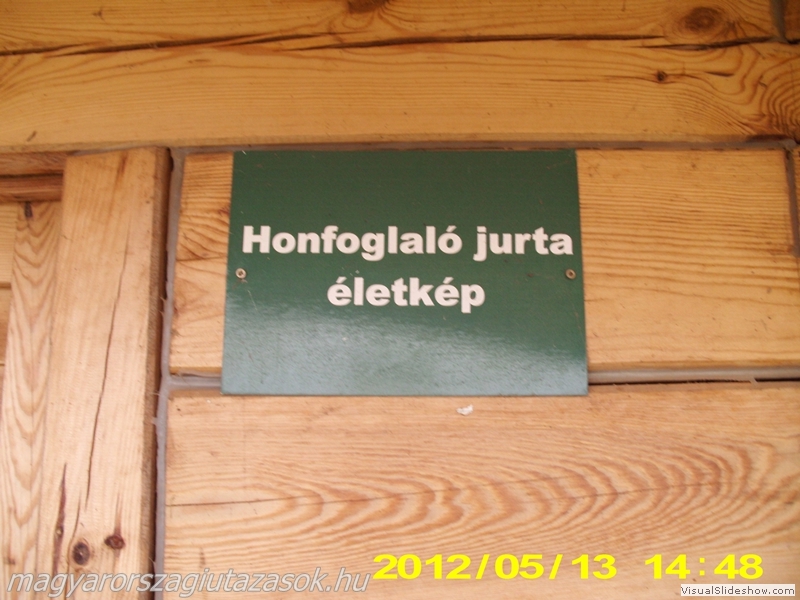 Honfoglaló jurta
életkép
2012/05/13 14:48
magyarorszagiutazasok.hu
VisualSlideshow.com